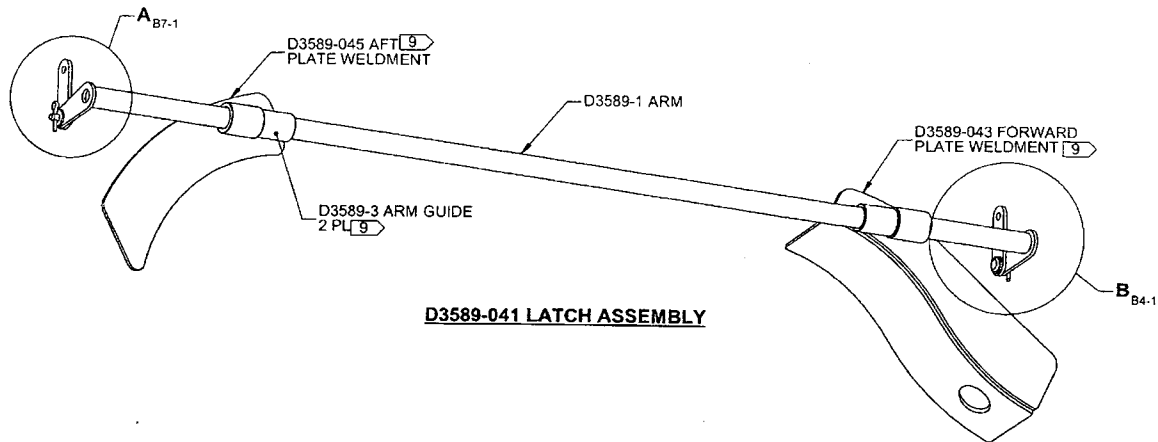 A B7-1
D3589-045 AFT 9
PLATE WELDMENT
D3589-1 ARM
D3589-043 FORWARD
PLATE WELDMENT 9
D3589-3 ARM GUIDE
2 PL 9
B B4-1
D3589-041 LATCH ASSEMBLY